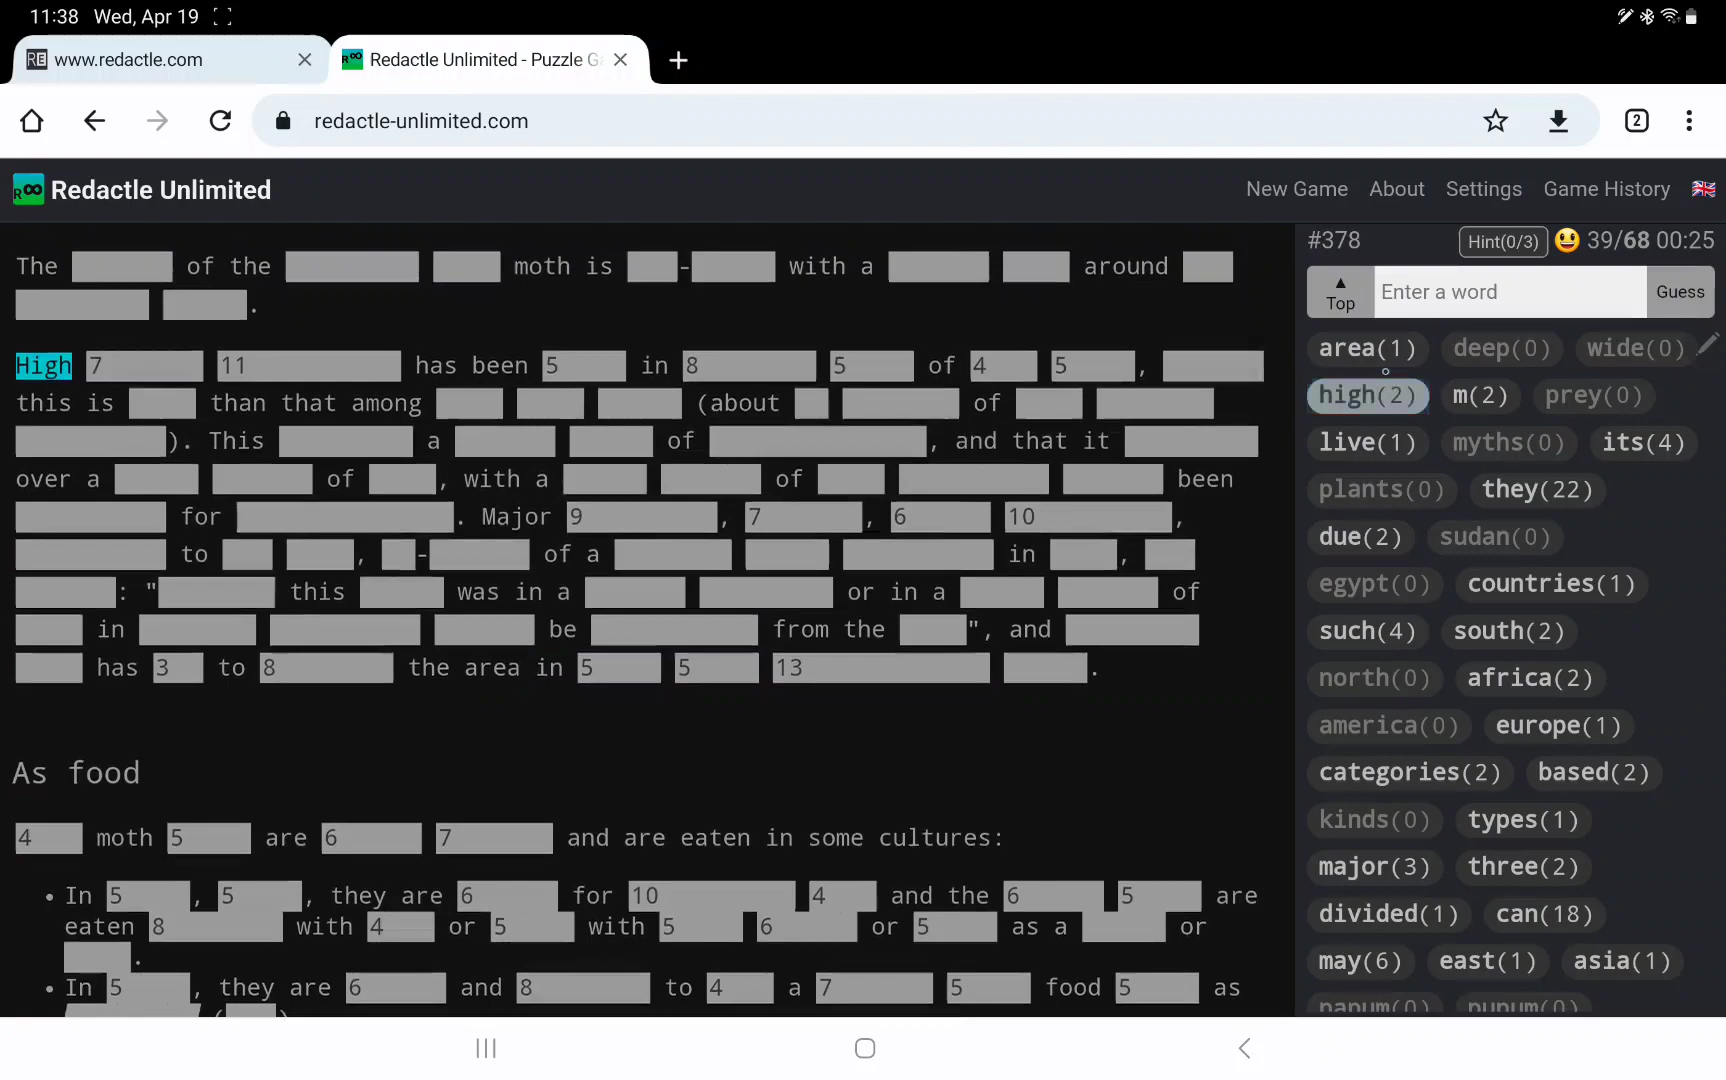 11:38 Wed, Apr 19
www.redactle.com
Redactle Unlimited - Puzzle G
redactle-unlimited.com
2
R∞ Redactle Unlimited
New Game About Settings Game History
The of the moth is - with a around
.
#378 Hint(0/3) 39/68 00:25
▲ Top Enter a word Guess
High 7 11 has been 5 in 8 5 of 4 5 ,
this is than that among (about of
). This a of , and that it
over a of , with a of been
for . Major 9 , 7 , 6 10 ,
to , - of a in ,
: " this was in a or in a of
in be from the ", and
has 3 to 8 the area in 5 5 13 .
As food
4 moth 5 are 6 7 and are eaten in some cultures:
• In 5 , 5 , they are 6 for 10 4 and the 6 5 are
eaten 8 with 4 or 5 with 5 6 or 5 as a or
.
• In 5 , they are 6 and 8 to 4 a 7 5 food 5 as
area(1) deep(0) wide(0)
high(2) m(2) prey(0)
live(1) myths(0) its(4)
plants(0) they(22)
due(2) sudan(0)
egypt(0) countries(1)
such(4) south(2)
north(0) africa(2)
america(0) europe(1)
categories(2) based(2)
kinds(0) types(1)
major(3) three(2)
divided(1) can(18)
may(6) east(1) asia(1)
papum(0) pupum(0)